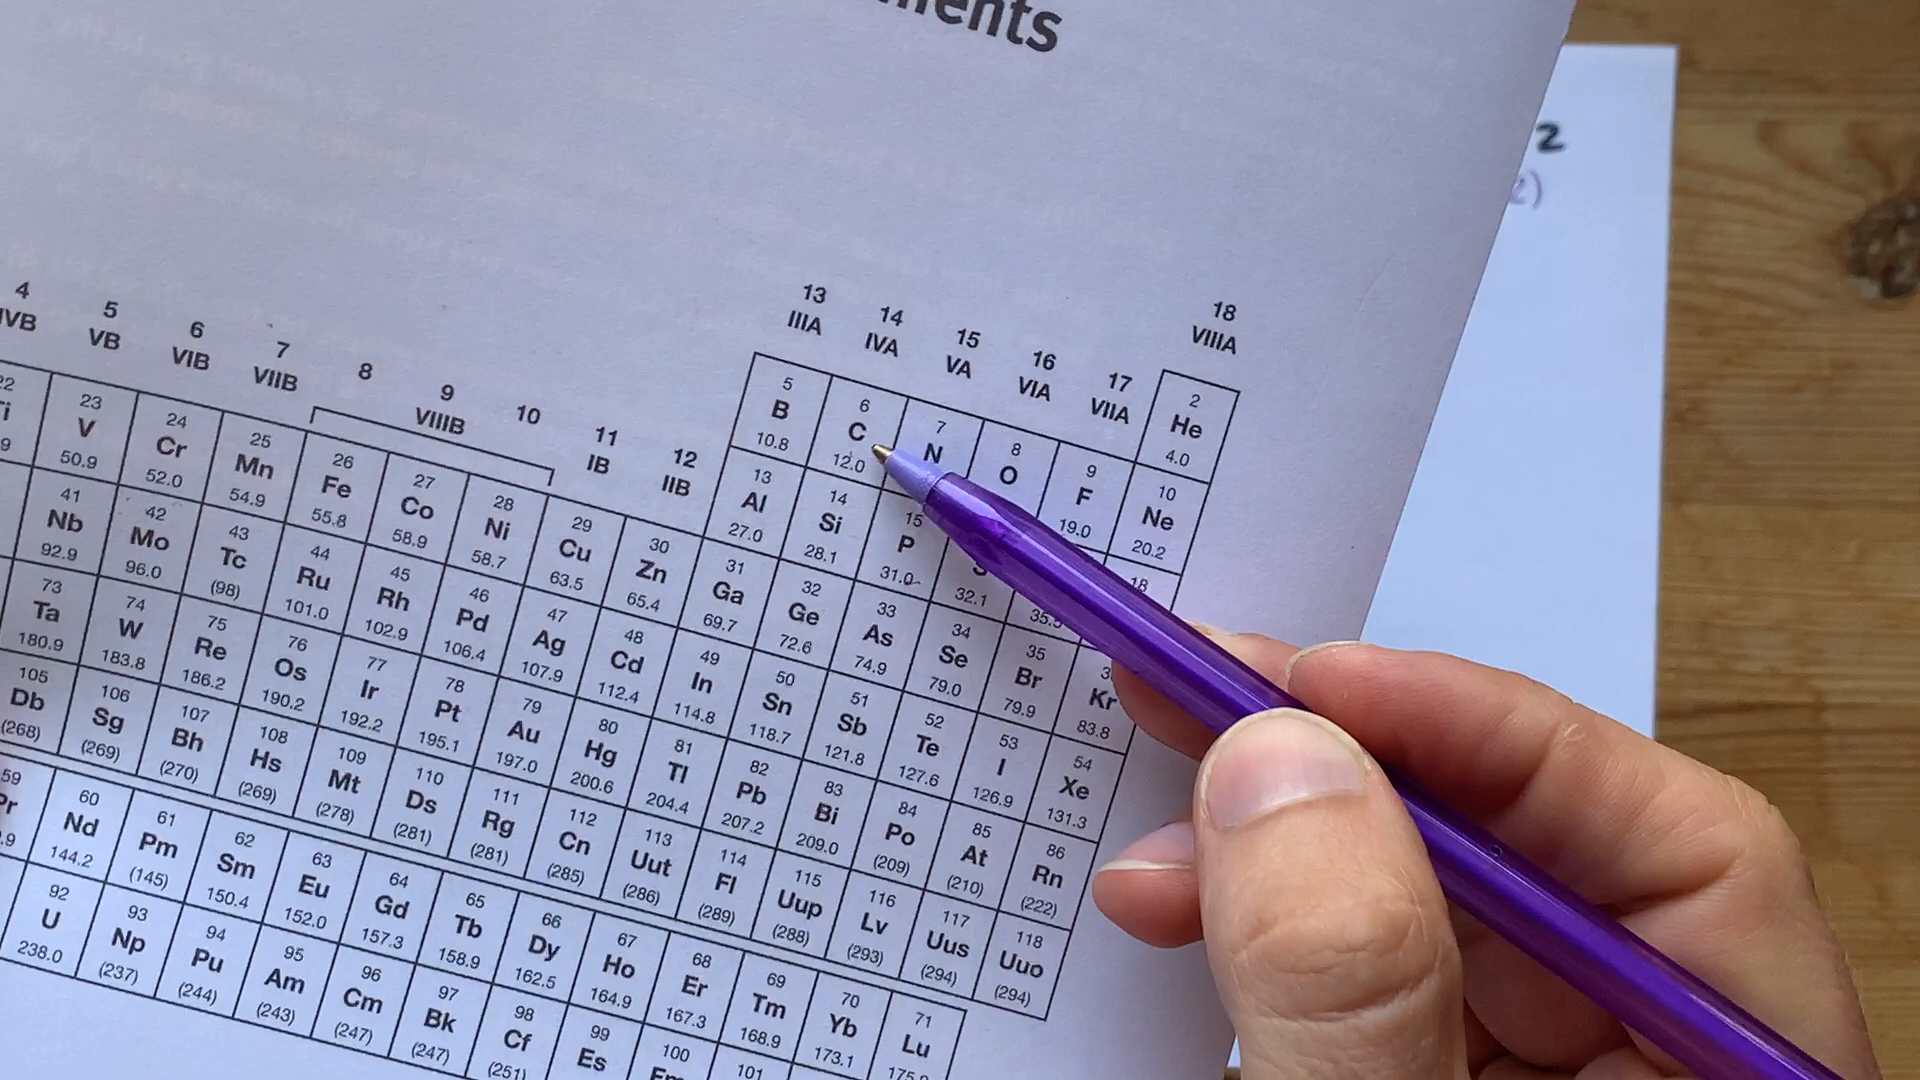 ments
2
2)
4 5 6 7 8 9 10 11 12 13 14 15 16 17 18
IVB VB VIB VIIB VIIIB IB IIB IIIA IVA VA VIA VIIA VIIIA
2
He
4.0
5 6 7 8 9 10
B C N O F Ne
10.8 12.0 19.0 20.2
13 14 15 18
Al Si P S
27.0 28.1 31.0 32.1 35.5
22 23 24 25 26 27 28 29 30 31 32 33 34 35
Ti V Cr Mn Fe Co Ni Cu Zn Ga Ge As Se Br Kr
50.9 52.0 54.9 55.8 58.9 58.7 63.5 65.4 69.7 72.6 74.9 79.0 79.9 83.8
41 42 43 44 45 46 47 48 49 50 51 52 53 54
Nb Mo Tc Ru Rh Pd Ag Cd In Sn Sb Te I Xe
92.9 96.0 (98) 101.0 102.9 106.4 107.9 112.4 114.8 118.7 121.8 127.6 126.9 131.3
73 74 75 76 77 78 79 80 81 82 83 84 85 86
Ta W Re Os Ir Pt Au Hg Tl Pb Bi Po At Rn
180.9 183.8 186.2 190.2 192.2 195.1 197.0 200.6 204.4 207.2 209.0 (209) (210) (222)
105 106 107 108 109 110 111 112 113 114 115 116 117 118
Db Sg Bh Hs Mt Ds Rg Cn Uut Fl Uup Lv Uus Uuo
(268) (269) (270) (269) (278) (281) (281) (285) (286) (289) (288) (293) (294) (294)
59 60 61 62 63 64 65 66 67 68 69 70 71
Pr Nd Pm Sm Eu Gd Tb Dy Ho Er Tm Yb Lu
144.2 (145) 150.4 152.0 157.3 158.9 162.5 164.9 167.3 168.9 173.1
92 93 94 95 96 97 98 99 100 101
U Np Pu Am Cm Bk Cf Es Fm
238.0 (237) (244) (243) (247) (247) (251)